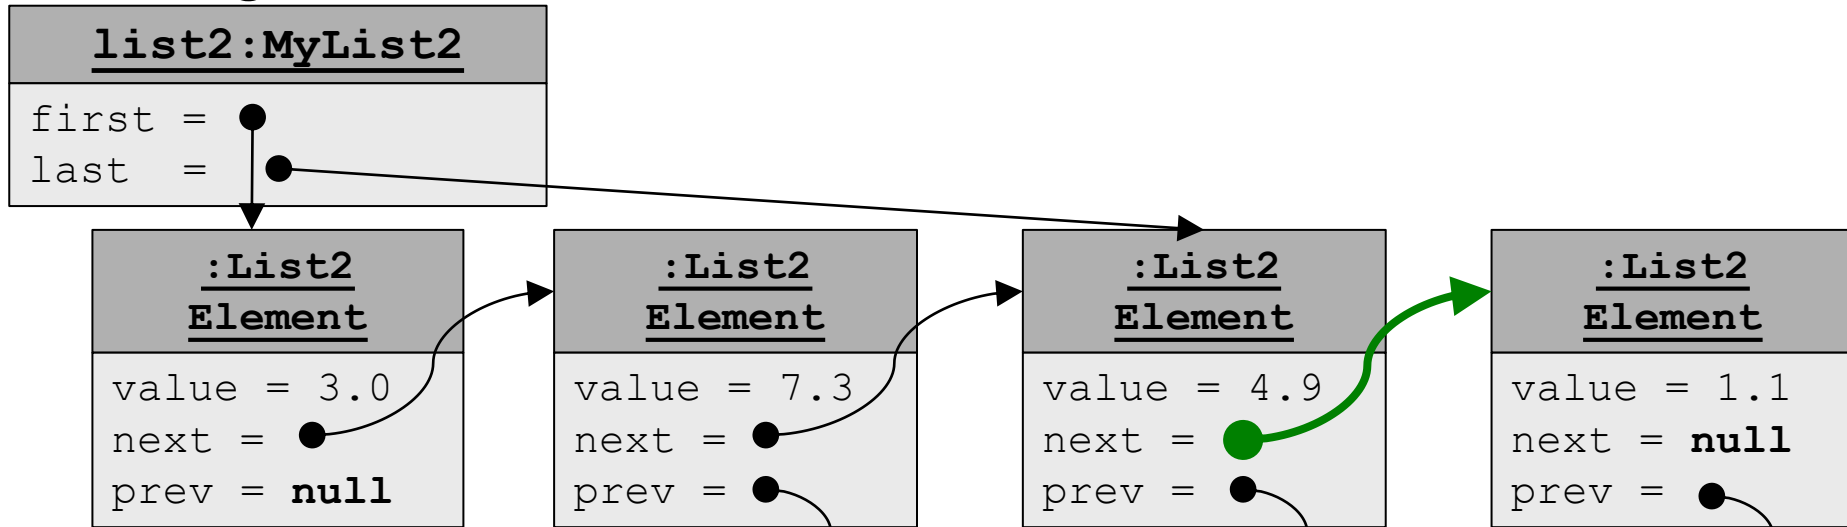 list2:MyList2
first =
last =
:List2
Element
value = 3.0
next =
prev = null
:List2
Element
value = 7.3
next =
prev =
:List2
Element
value = 4.9
next =
prev =
:List2
Element
value = 1.1
next = null
prev =